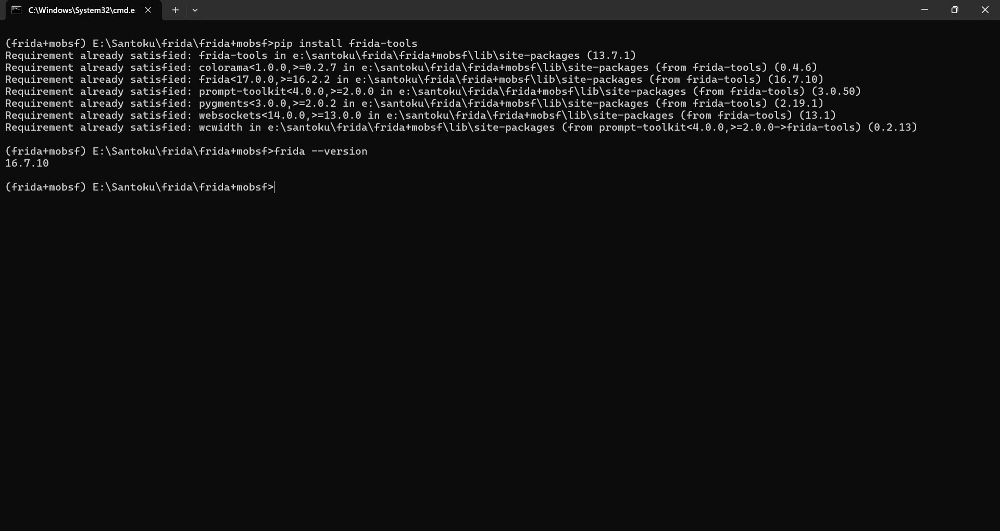 C:\Windows\System32\cmd.e
(frida+mobsf) E:\Santoku\frida\frida+mobsf>pip install frida-tools
Requirement already satisfied: frida-tools in e:\santoku\frida\frida+mobsf\lib\site-packages (13.7.1)
Requirement already satisfied: colorama<1.0.0,>=0.2.7 in e:\santoku\frida\frida+mobsf\lib\site-packages (from frida-tools) (0.4.6)
Requirement already satisfied: frida<17.0.0,>=16.2.2 in e:\santoku\frida\frida+mobsf\lib\site-packages (from frida-tools) (16.7.10)
Requirement already satisfied: prompt-toolkit<4.0.0,>=2.0.0 in e:\santoku\frida\frida+mobsf\lib\site-packages (from frida-tools) (3.0.50)
Requirement already satisfied: pygments<3.0.0,>=2.0.2 in e:\santoku\frida\frida+mobsf\lib\site-packages (from frida-tools) (2.19.1)
Requirement already satisfied: websockets<14.0.0,>=13.0.0 in e:\santoku\frida\frida+mobsf\lib\site-packages (from frida-tools) (13.1)
Requirement already satisfied: wcwidth in e:\santoku\frida\frida+mobsf\lib\site-packages (from prompt-toolkit<4.0.0,>=2.0.0->frida-tools) (0.2.13)
(frida+mobsf) E:\Santoku\frida\frida+mobsf>frida --version
16.7.10
(frida+mobsf) E:\Santoku\frida\frida+mobsf>